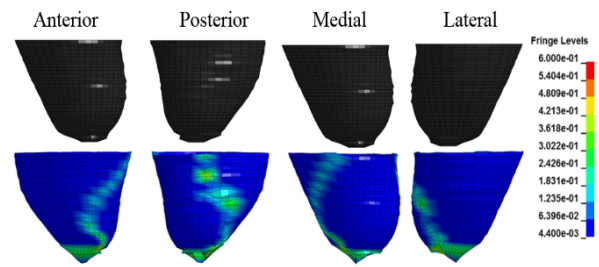 Anterior
Posterior
Medial
Lateral
Fringe Levels
6.000e-01
5.404e-01
4.809e-01
4.213e-01
3.618e-01
3.022e-01
2.426e-01
1.831e-01
1.235e-01
6.396e-02
4.400e-03